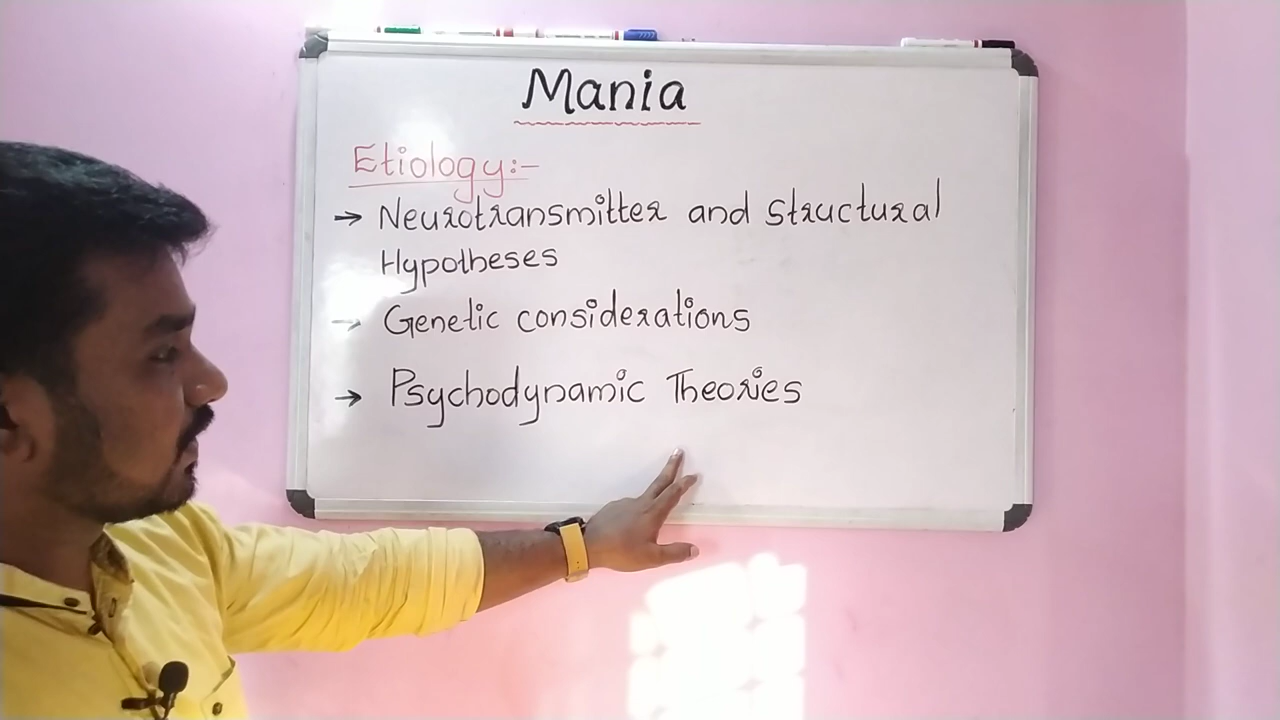 Mania
Etiology:-
→ Neurotransmitter and structural
Hypotheses
→ Genetic considerations
→ Psychodynamic Theories